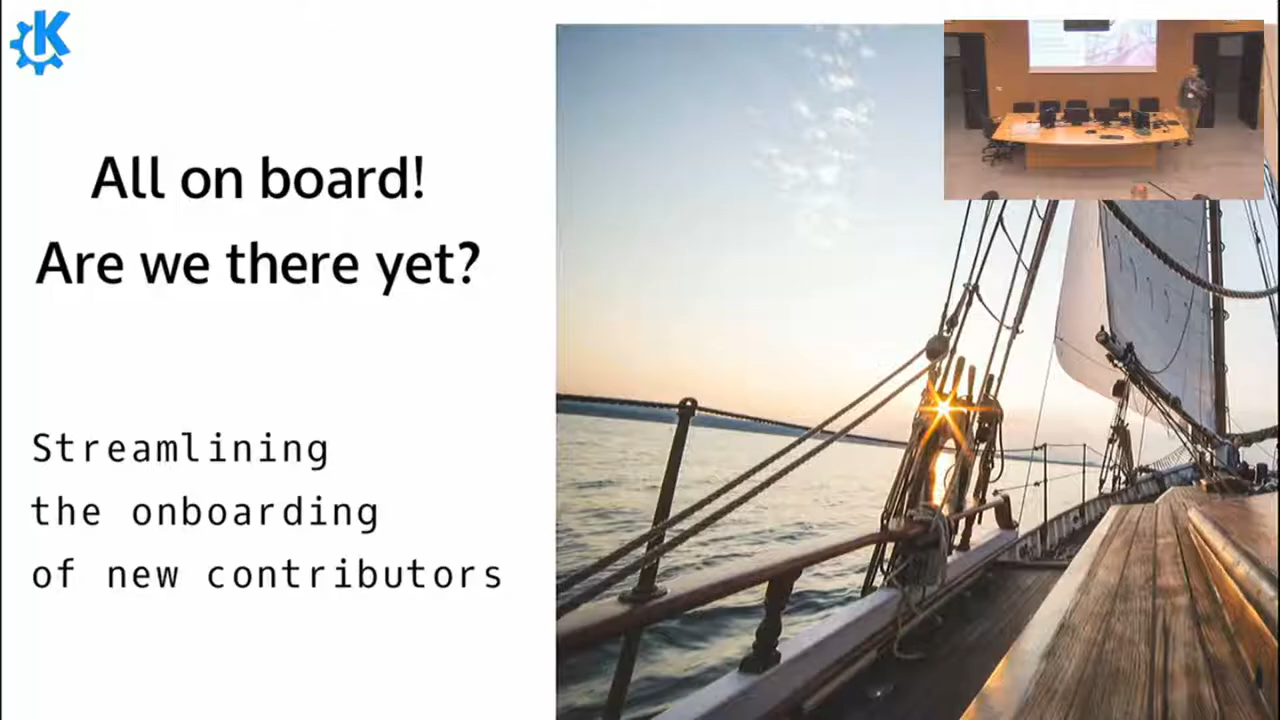 All on board!
Are we there yet?
Streamlining
the onboarding
of new contributors